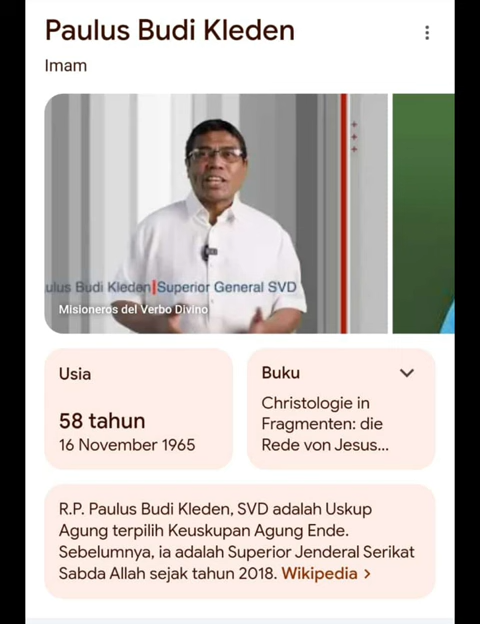 Paulus Budi Kleden
Imam
ulus Budi Kleden|Superior General SVD
Misioneros del Verbo Divino
Usia
58 tahun
16 November 1965
Buku
Christologie in
Fragmenten: die
Rede von Jesus...
R.P. Paulus Budi Kleden, SVD adalah Uskup
Agung terpilih Keuskupan Agung Ende.
Sebelumnya, ia adalah Superior Jenderal Serikat
Sabda Allah sejak tahun 2018. Wikipedia >